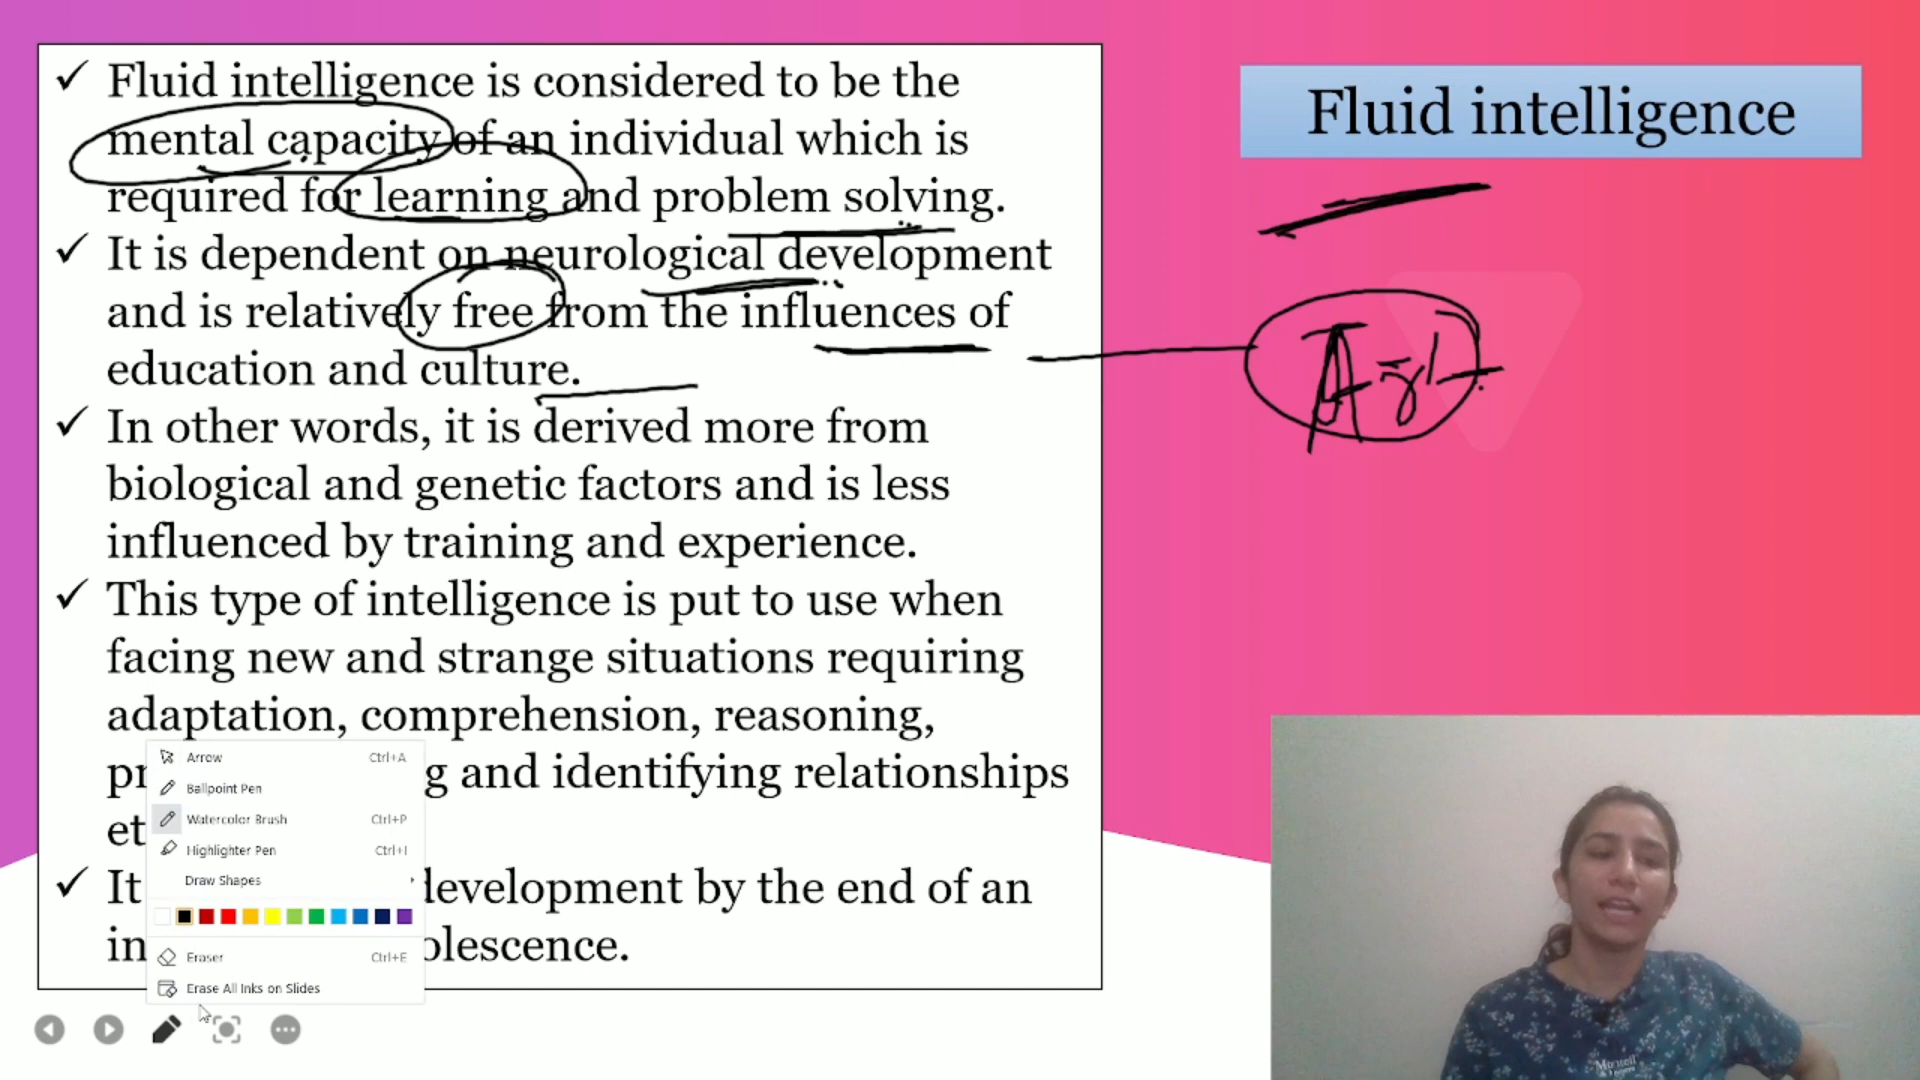 ✓ Fluid intelligence is considered to be the
mental capacity of an individual which is
required for learning and problem solving.
✓ It is dependent on neurological development
and is relatively free from the influences of
education and culture.
✓ In other words, it is derived more from
biological and genetic factors and is less
influenced by training and experience.
✓ This type of intelligence is put to use when
facing new and strange situations requiring
adaptation, comprehension, reasoning,
pr g and identifying relationships
et
✓ It development by the end of an
in olescence.
Fluid intelligence
Arrow Ctrl+A
Ballpoint Pen
Watercolor Brush Ctrl+P
Highlighter Pen Ctrl+I
Draw Shapes
Eraser Ctrl+E
Erase All Inks on Slides